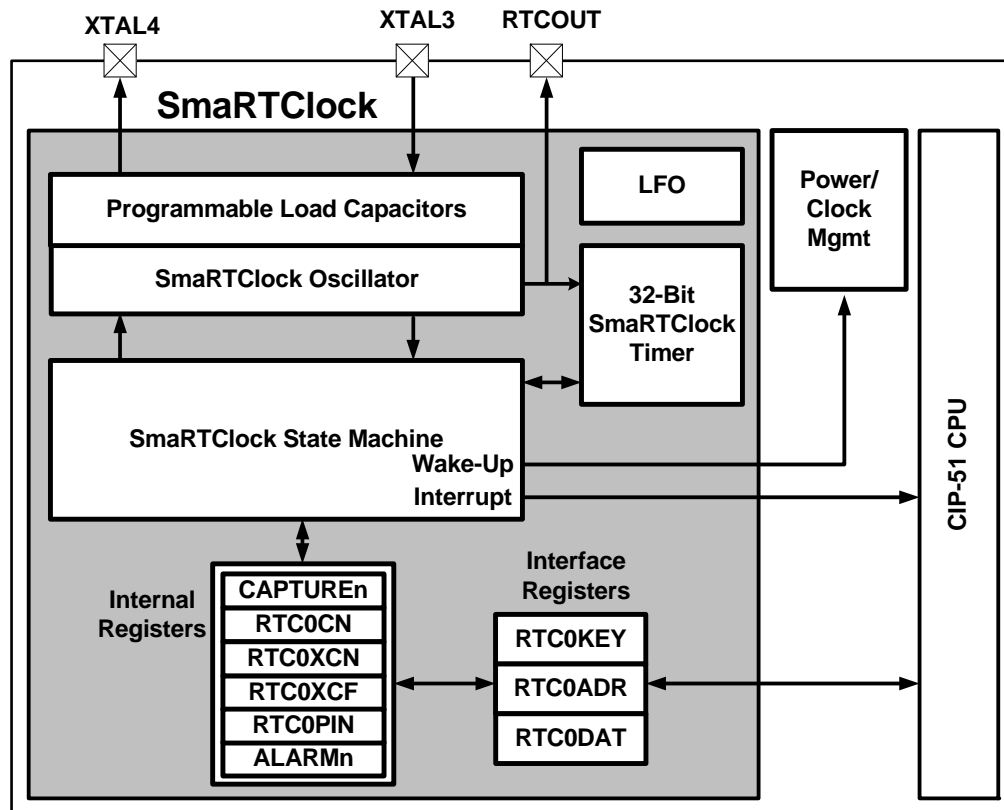 XTAL4
XTAL3
RTCOUT
SmaRTClock
Programmable Load Capacitors
SmaRTClock Oscillator
LFO
32-Bit
SmaRTClock
Timer
Power/
Clock
Mgmt
SmaRTClock State Machine
Wake-Up
Interrupt
CIP-51 CPU
Internal
Registers
CAPTUREn
RTC0CN
RTC0XCN
RTC0XCF
RTC0PIN
ALARMn
Interface
Registers
RTC0KEY
RTC0ADR
RTC0DAT